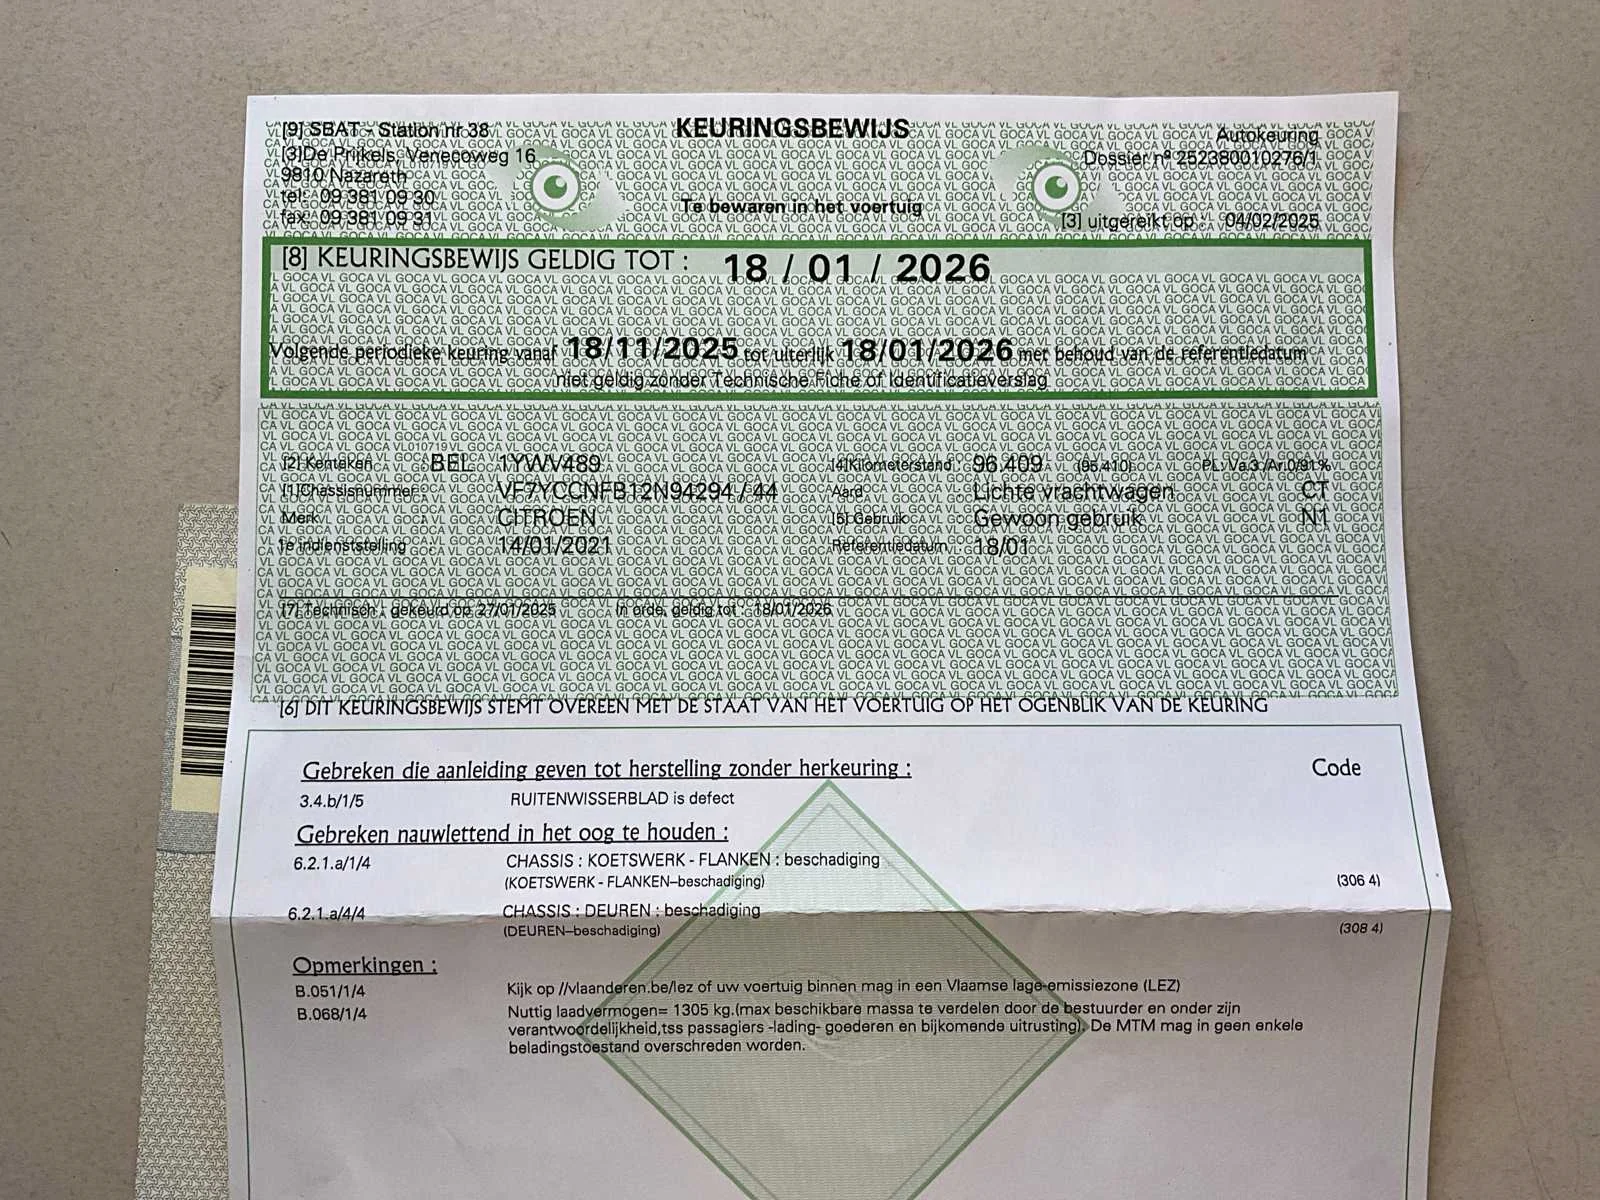 [9] SBAT - Station nr 38
KEURINGSBEWIJS
Autokeuring
[3]De Prijkels, Venecoweg 16
Dossier nº 252380010276/1
9810 Nazareth
tel: 09 381 09 30
Te bewaren in het voertuig
fax: 09 381 09 31
[3] uitgereikt op : 04/02/2025
[8] KEURINGSBEWIJS GELDIG TOT : 18 / 01 / 2026
Volgende periodieke keuring vanaf 18/11/2025 tot uiterlijk 18/01/2026 met behoud van de referentiedatum
niet geldig zonder Technische Fiche of Identificatieverslag
[2] Kenteken : BEL 1YWV489
[4]Kilometerstand : 96.409 (95.410) PL: Va.3 /Ar.0/91%
[1]Chassisnummer : VF7YCCNFB12N94294 / 44
Aard : Lichte vrachtwagen CT
Merk : CITROEN
[5] Gebruik : Gewoon gebruik N1
1e indienststelling : 14/01/2021
Referentiedatum : 18/01
[7] Technisch : gekeurd op 27/01/2025 In orde, geldig tot : 18/01/2026
[6] DIT KEURINGSBEWIJS STEMT OVEREEN MET DE STAAT VAN HET VOERTUIG OP HET OGENBLIK VAN DE KEURING
Gebreken die aanleiding geven tot herstelling zonder herkeuring :
Code
3.4.b/1/5 RUITENWISSERBLAD is defect
Gebreken nauwlettend in het oog te houden :
6.2.1.a/1/4 CHASSIS : KOETSWERK - FLANKEN : beschadiging
(KOETSWERK - FLANKEN–beschadiging) (306 4)
6.2.1.a/4/4 CHASSIS : DEUREN : beschadiging
(DEUREN–beschadiging) (308 4)
Opmerkingen :
B.051/1/4 Kijk op //vlaanderen.be/lez of uw voertuig binnen mag in een Vlaamse lage-emissiezone (LEZ)
B.068/1/4 Nuttig laadvermogen= 1305 kg.(max beschikbare massa te verdelen door de bestuurder en onder zijn
verantwoordelijkheid,tss passagiers -lading- goederen en bijkomende uitrusting). De MTM mag in geen enkele
beladingstoestand overschreden worden.